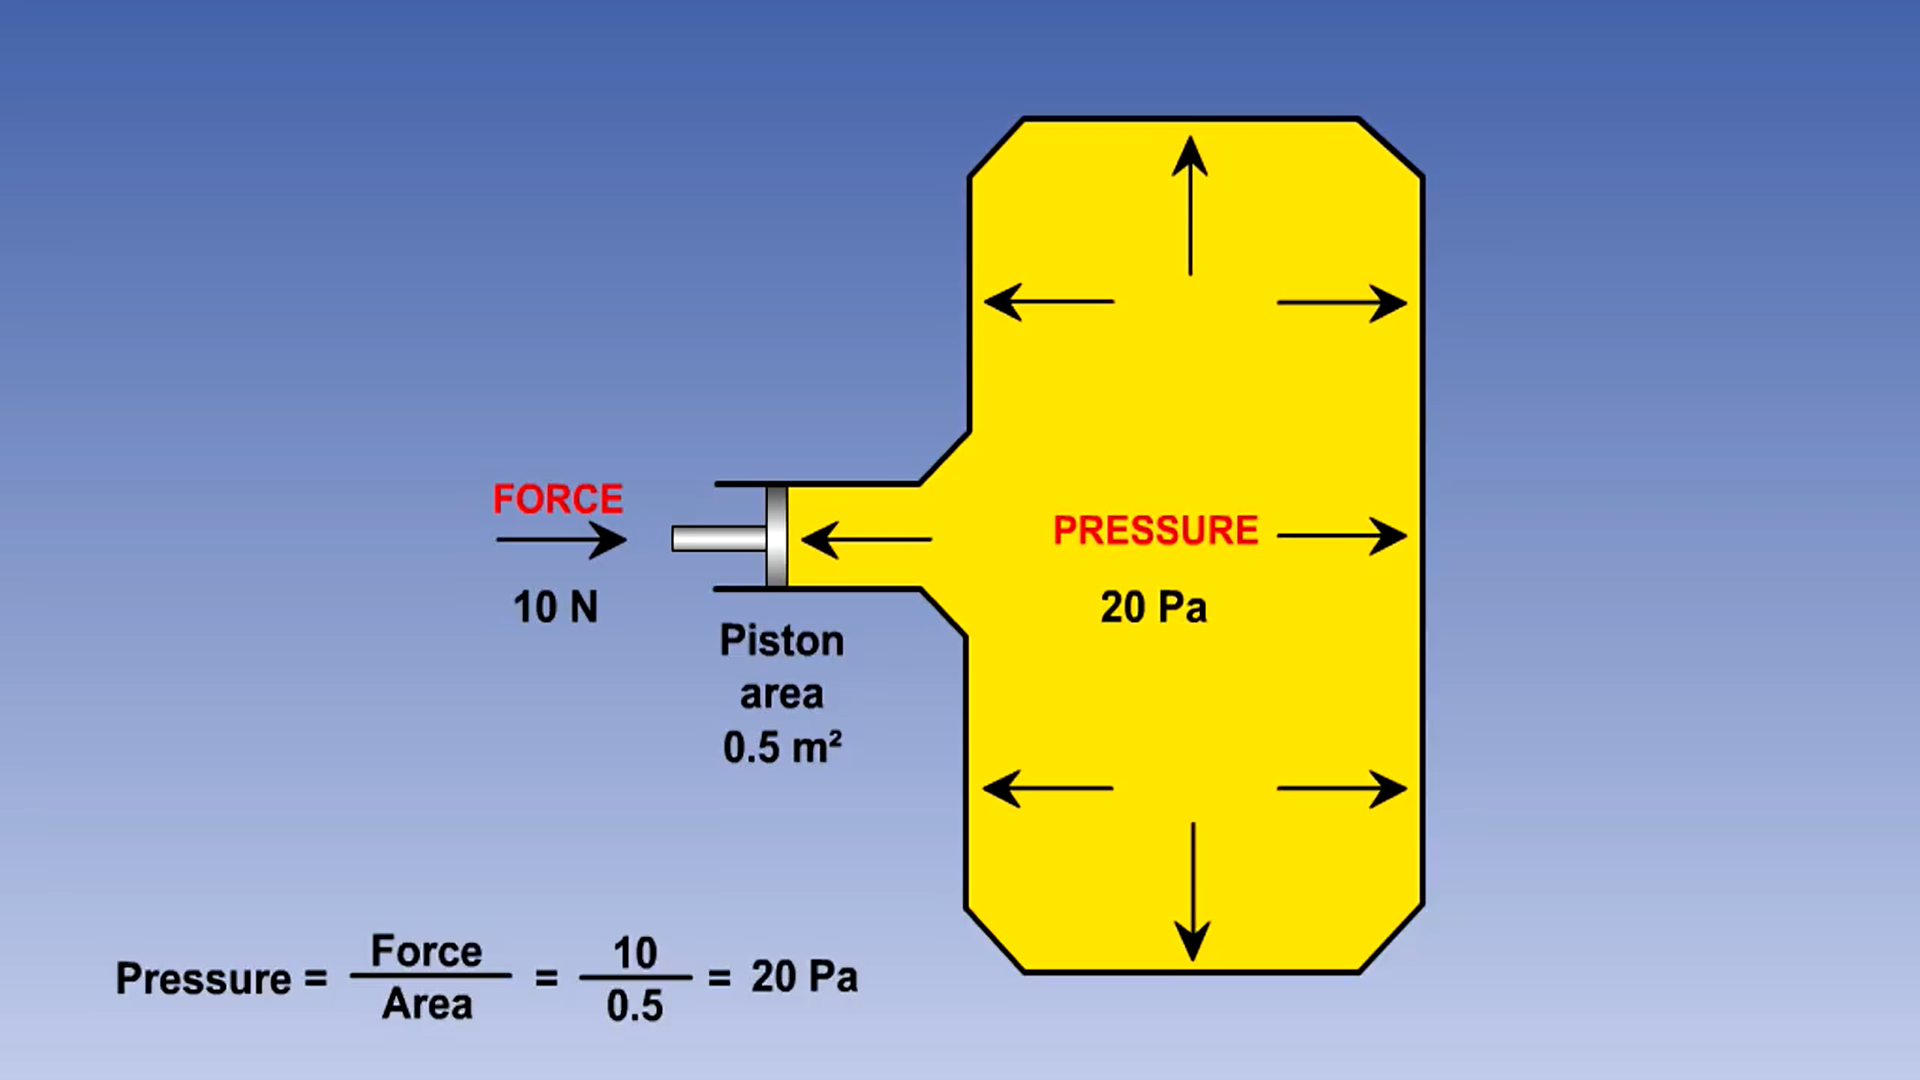 FORCE
10 N
PRESSURE
20 Pa
Piston
area
0.5 m²
Pressure = Force / Area = 10 / 0.5 = 20 Pa